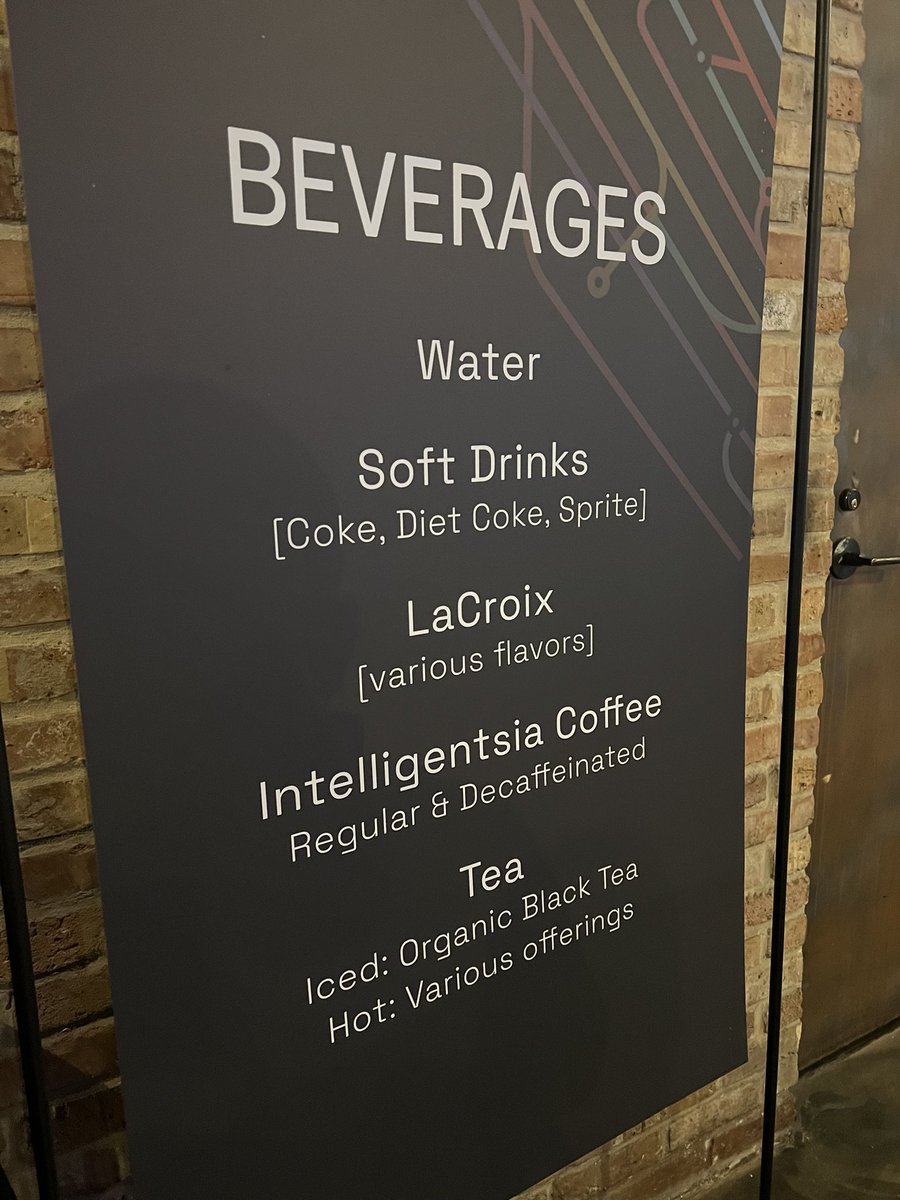 BEVERAGES
Water
Soft Drinks
[Coke, Diet Coke, Sprite]
LaCroix
[various flavors]
Intelligentsia Coffee
Regular & Decaffeinated
Tea
Iced: Organic Black Tea
Hot: Various offerings